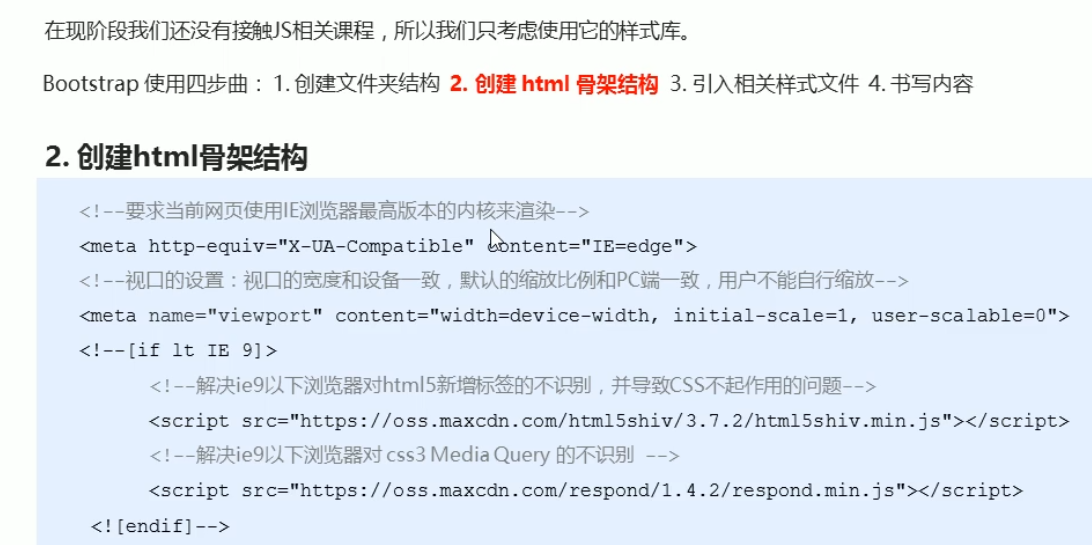 在现阶段我们还没有接触JS相关课程，所以我们只考虑使用它的样式库。
Bootstrap 使用四步曲： 1. 创建文件夹结构 2. 创建 html 骨架结构 3. 引入相关样式文件 4. 书写内容
2. 创建html骨架结构
<!--要求当前网页使用IE浏览器最高版本的内核来渲染-->
<meta http-equiv="X-UA-Compatible" content="IE=edge">
<!--视口的设置：视口的宽度和设备一致，默认的缩放比例和PC端一致，用户不能自行缩放-->
<meta name="viewport" content="width=device-width, initial-scale=1, user-scalable=0">
<!--[if lt IE 9]>
<!--解决ie9以下浏览器对html5新增标签的不识别，并导致CSS不起作用的问题-->
<script src="https://oss.maxcdn.com/html5shiv/3.7.2/html5shiv.min.js"></script>
<!--解决ie9以下浏览器对 css3 Media Query 的不识别 -->
<script src="https://oss.maxcdn.com/respond/1.4.2/respond.min.js"></script>
<![endif]-->